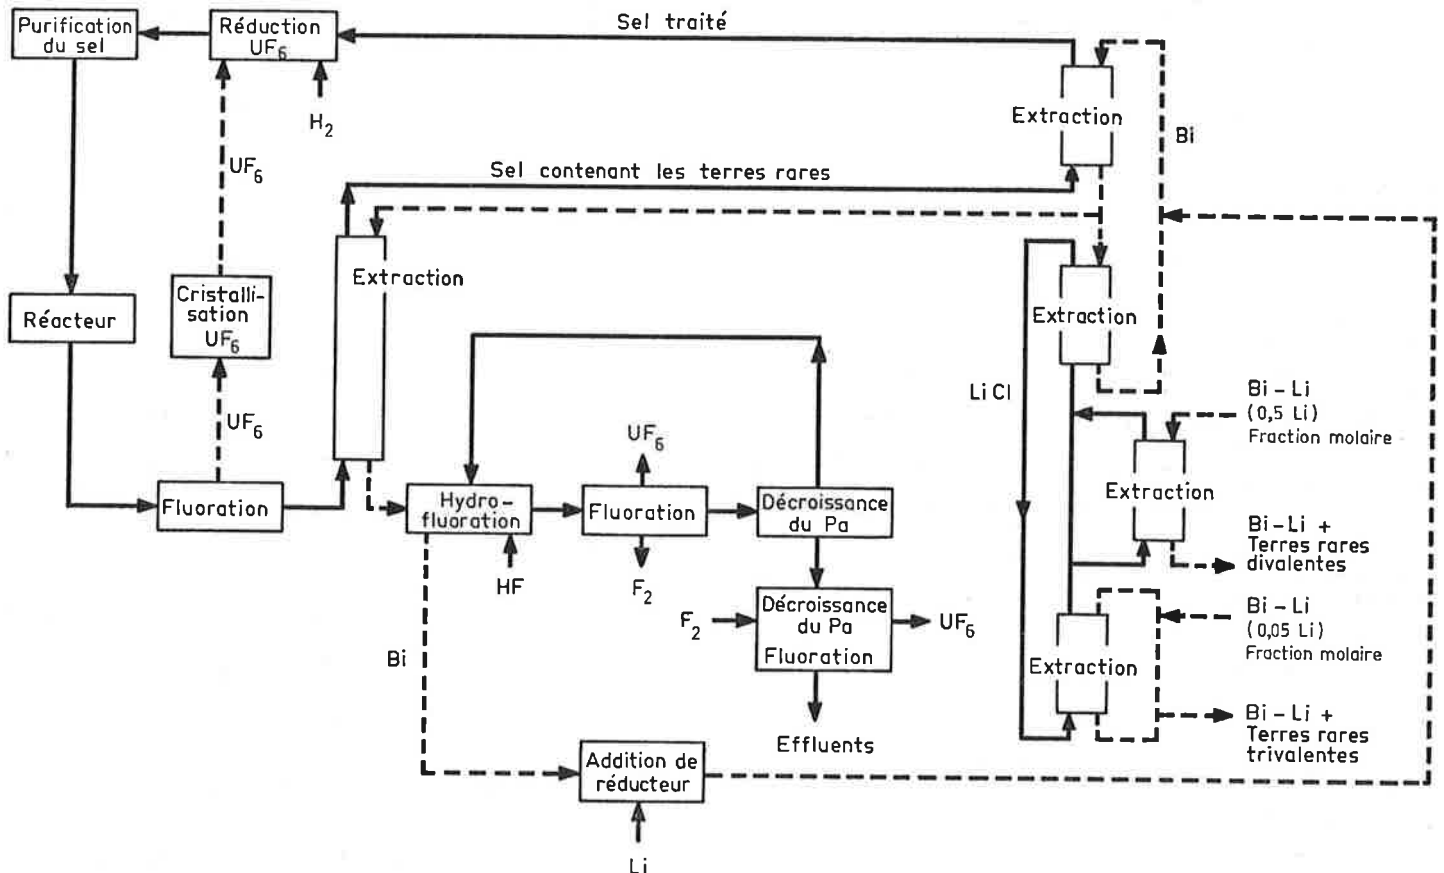 Purification
du sel
Réduction
UF6
Sel traité
H2
Extraction
Bi
UF6
Sel contenant les terres rares
Extraction
Cristalli-
sation
UF6
Réacteur
Extraction
Li Cl
UF6
Bi - Li
(0,5 Li)
Fraction molaire
UF6
Fluoration
Hydro-
fluoration
Fluoration
Décroissance
du Pa
Extraction
Bi - Li +
Terres rares
divalentes
HF
F2
F2
Décroissance
du Pa
Fluoration
UF6
Bi - Li
(0,05 Li)
Fraction molaire
Bi
Extraction
Effluents
Bi - Li +
Terres rares
trivalentes
Addition de
réducteur
Li